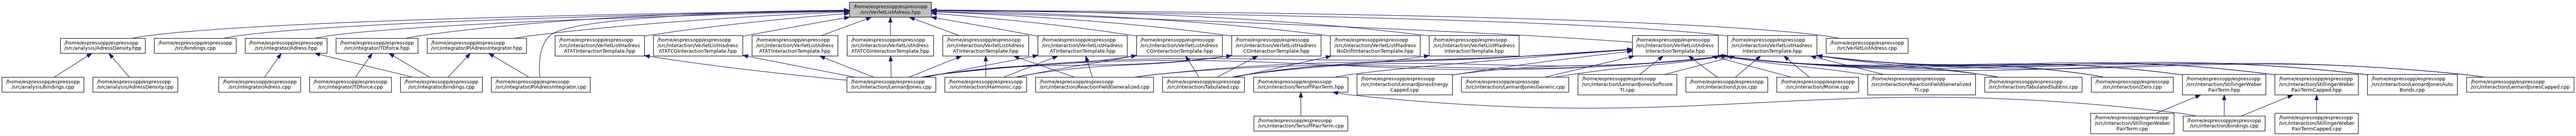 /home/espressopp/espressopp
/src/VerletListAdress.hpp
/home/espressopp/espressopp
/src/analysis/AdressDensity.hpp
/home/espressopp/espressopp
/src/bindings.cpp
/home/espressopp/espressopp
/src/integrator/Adress.hpp
/home/espressopp/espressopp
/src/integrator/TDforce.hpp
/home/espressopp/espressopp
/src/integrator/PIAdressIntegrator.hpp
/home/espressopp/espressopp
/src/interaction/VerletListHadress
ATATInteractionTemplate.hpp
/home/espressopp/espressopp
/src/interaction/VerletListHadress
ATATCGInteractionTemplate.hpp
/home/espressopp/espressopp
/src/interaction/VerletListAdress
ATATInteractionTemplate.hpp
/home/espressopp/espressopp
/src/interaction/VerletListAdress
ATATCGInteractionTemplate.hpp
/home/espressopp/espressopp
/src/interaction/VerletListAdress
ATInteractionTemplate.hpp
/home/espressopp/espressopp
/src/interaction/VerletListHadress
ATInteractionTemplate.hpp
/home/espressopp/espressopp
/src/interaction/VerletListAdress
CGInteractionTemplate.hpp
/home/espressopp/espressopp
/src/interaction/VerletListHadress
CGInteractionTemplate.hpp
/home/espressopp/espressopp
/src/interaction/VerletListPIadress
NoDriftInteractionTemplate.hpp
/home/espressopp/espressopp
/src/interaction/VerletListPIadress
InteractionTemplate.hpp
/home/espressopp/espressopp
/src/interaction/VerletListAdress
InteractionTemplate.hpp
/home/espressopp/espressopp
/src/interaction/VerletListHadress
InteractionTemplate.hpp
/home/espressopp/espressopp
/src/VerletListAdress.cpp
/home/espressopp/espressopp
/src/analysis/bindings.cpp
/home/espressopp/espressopp
/src/analysis/AdressDensity.cpp
/home/espressopp/espressopp
/src/integrator/Adress.cpp
/home/espressopp/espressopp
/src/integrator/TDforce.cpp
/home/espressopp/espressopp
/src/integrator/bindings.cpp
/home/espressopp/espressopp
/src/integrator/PIAdressIntegrator.cpp
/home/espressopp/espressopp
/src/interaction/LennardJones.cpp
/home/espressopp/espressopp
/src/interaction/Harmonic.cpp
/home/espressopp/espressopp
/src/interaction/ReactionFieldGeneralized.cpp
/home/espressopp/espressopp
/src/interaction/Tabulated.cpp
/home/espressopp/espressopp
/src/interaction/TersoffPairTerm.hpp
/home/espressopp/espressopp
/src/interaction/LennardJonesEnergy
Capped.cpp
/home/espressopp/espressopp
/src/interaction/LennardJonesGeneric.cpp
/home/espressopp/espressopp
/src/interaction/LennardJonesSoftcore
TI.cpp
/home/espressopp/espressopp
/src/interaction/LJcos.cpp
/home/espressopp/espressopp
/src/interaction/Morse.cpp
/home/espressopp/espressopp
/src/interaction/ReactionFieldGeneralized
TI.cpp
/home/espressopp/espressopp
/src/interaction/TabulatedSubEns.cpp
/home/espressopp/espressopp
/src/interaction/Zero.cpp
/home/espressopp/espressopp
/src/interaction/StillingerWeber
PairTerm.hpp
/home/espressopp/espressopp
/src/interaction/StillingerWeber
PairTermCapped.hpp
/home/espressopp/espressopp
/src/interaction/LennardJonesAuto
Bonds.cpp
/home/espressopp/espressopp
/src/interaction/LennardJonesCapped.cpp
/home/espressopp/espressopp
/src/interaction/TersoffPairTerm.cpp
/home/espressopp/espressopp
/src/interaction/StillingerWeber
PairTerm.cpp
/home/espressopp/espressopp
/src/interaction/bindings.cpp
/home/espressopp/espressopp
/src/interaction/StillingerWeber
PairTermCapped.cpp